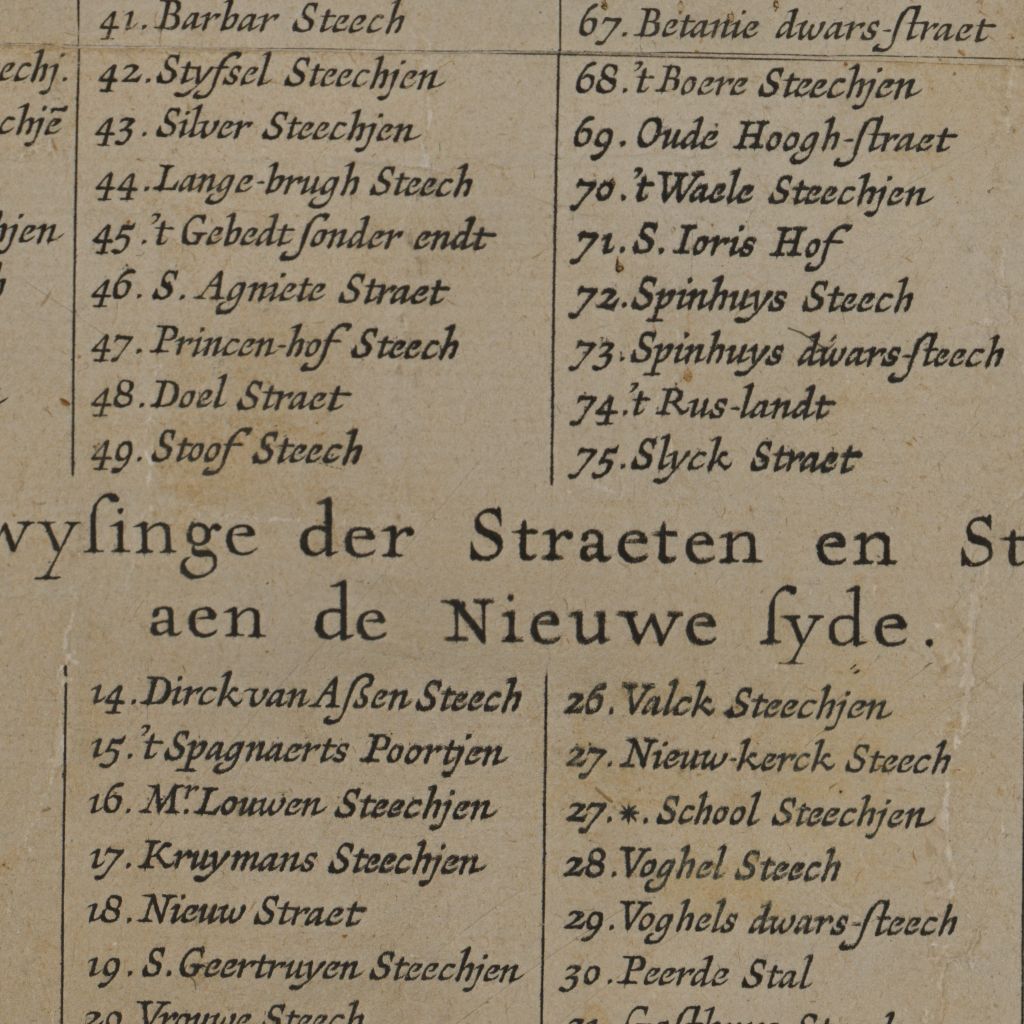 41. Barbar Steech
42. Styfsel Steechjen
43. Silver Steechjen
44. Lange-brugh Steech
45. 't Gebedt ſonder endt
46. S. Agniete Straet
47. Princen-hof Steech
48. Doel Straet
49. Stoof Steech
67. Betanie dwars-ſtraet
68. 't Boere Steechjen
69. Oude Hoogh-ſtraet
70. 't Waele Steechjen
71. S. Ioris Hof
72. Spinhuys Steech
73. Spinhuys dwars-ſteech
74. 't Rus-landt
75. Slyck Straet
wyſinge der Straeten en St
aen de Nieuwe ſyde.
14. Dirck van Aßen Steech
15. 't Spagnaerts Poortjen
16. Mr. Louwen Steechjen
17. Kruymans Steechjen
18. Nieuw Straet
19. S. Geertruyen Steechjen
20. Vrouwe Steech
26. Valck Steechjen
27. Nieuw-kerck Steech
27.*. School Steechjen
28. Voghel Steech
29. Voghels dwars-ſteech
30. Peerde Stal